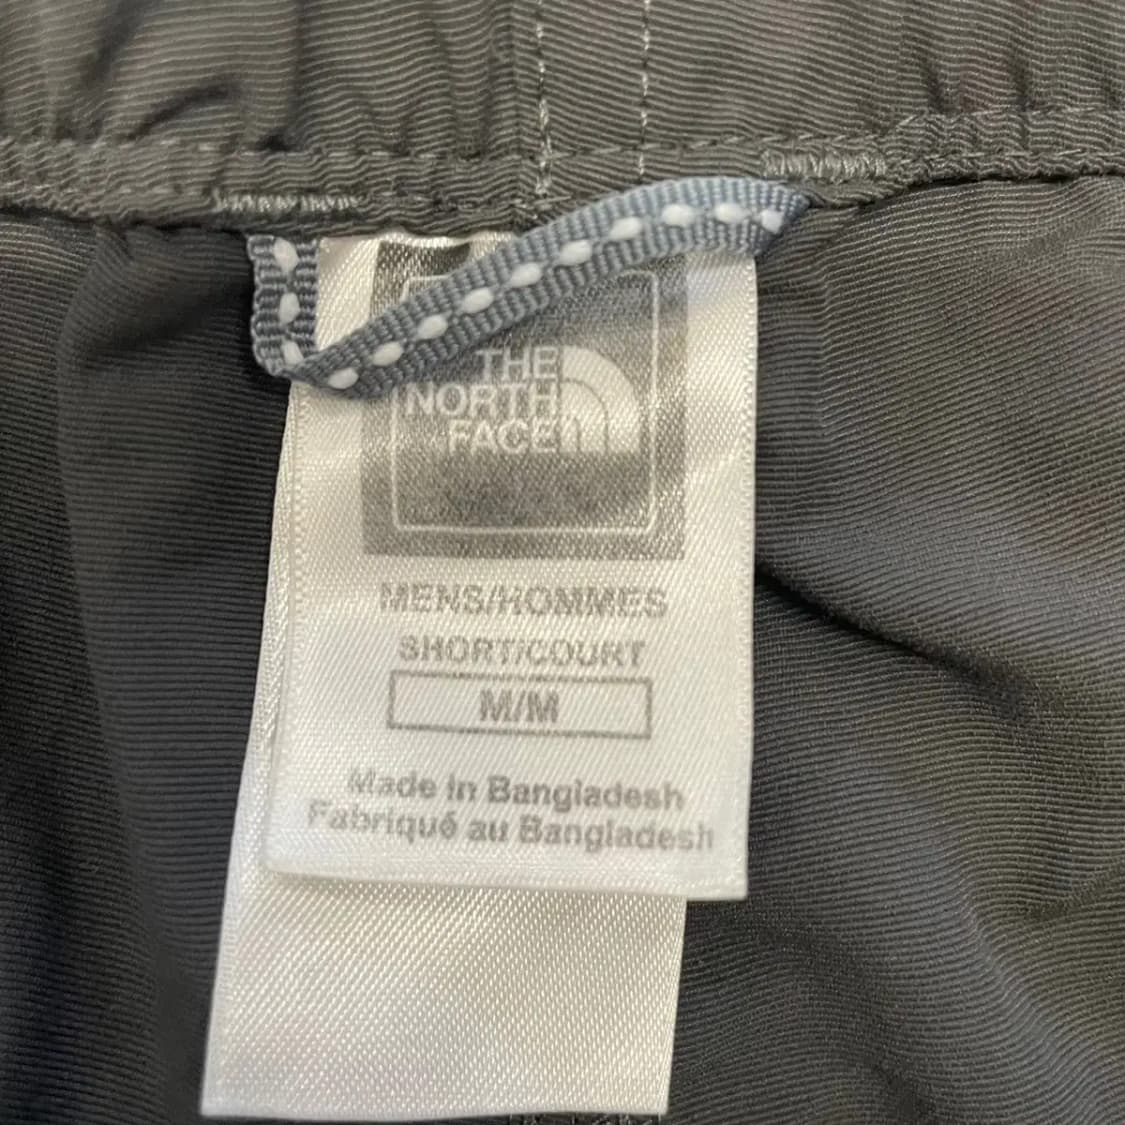 THE
NORTH
FACE
MENS/HOMMES
SHORT/COURT
M/M
Made in Bangladesh
Fabriqué au Bangladesh